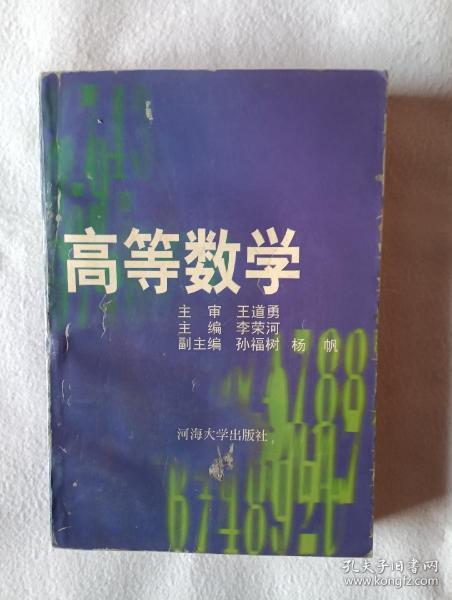 高等数学
主 审 王道勇
主 编 李荣河
副主编 孙福树 杨 帆
河海大学出版社
孔夫子旧书网
www.kongfz.com